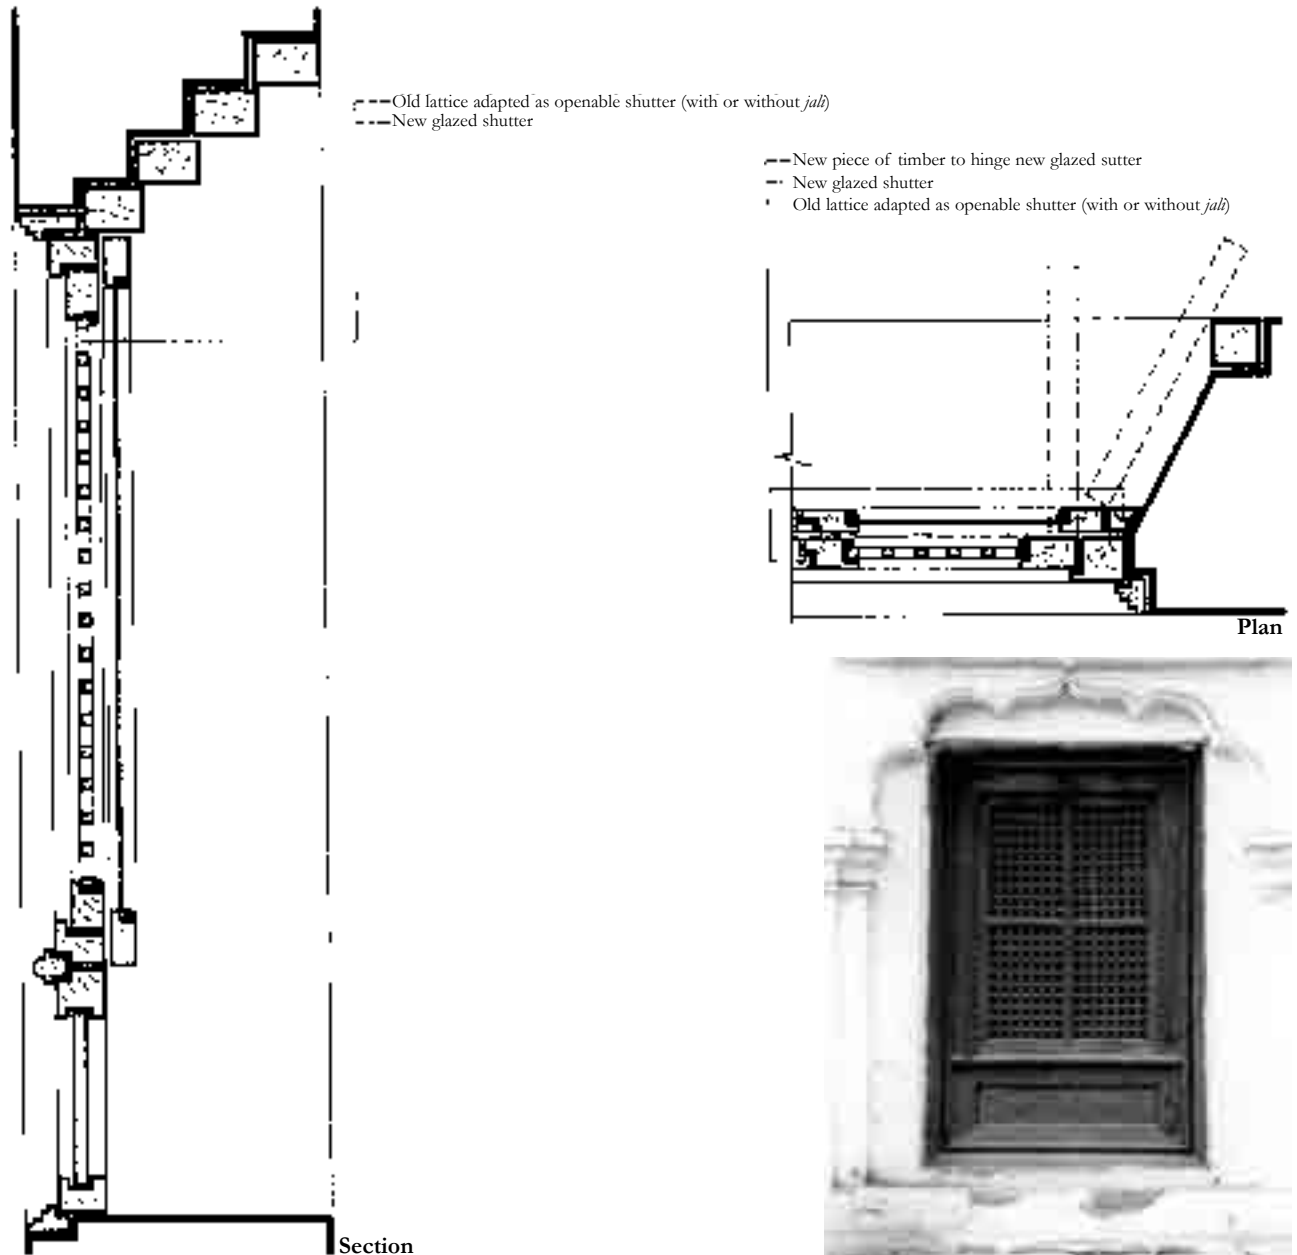 Old lattice adapted as openable shutter (with or without jali)
New glazed shutter
New piece of timber to hinge new glazed sutter
New glazed shutter
Old lattice adapted as openable shutter (with or without jali)
Plan
Section